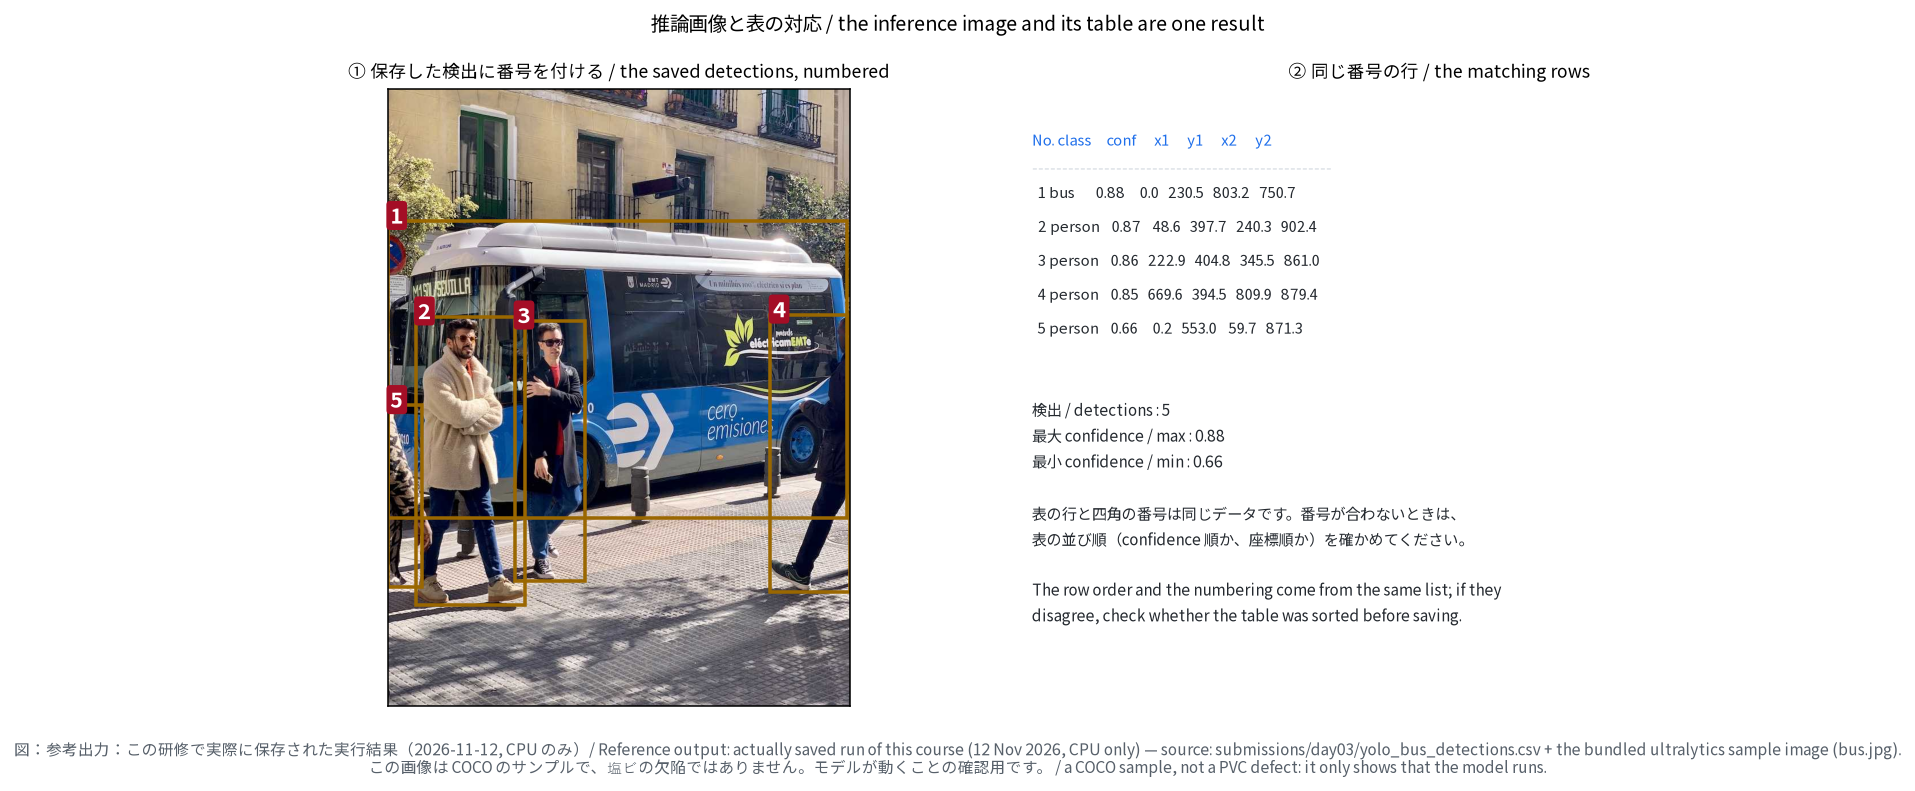 推論画像と表の対応 / the inference image and its table are one result
① 保存した検出に番号を付ける / the saved detections, numbered
1
M1 SOL/SEVILLA
EMT
MADRID
2
3
4
eléctricamEMTe
5
cero
emisiones
② 同じ番号の行 / the matching rows
No. class conf x1 y1 x2 y2
1 bus 0.88 0.0 230.5 803.2 750.7
2 person 0.87 48.6 397.7 240.3 902.4
3 person 0.86 222.9 404.8 345.5 861.0
4 person 0.85 669.6 394.5 809.9 879.4
5 person 0.66 0.2 553.0 59.7 871.3
検出 / detections : 5
最大 confidence / max : 0.88
最小 confidence / min : 0.66
表の行と四角の番号は同じデータです。番号が合わないときは、
表の並び順（confidence 順か、座標順か）を確かめてください。
The row order and the numbering come from the same list; if they
disagree, check whether the table was sorted before saving.
図：参考出力：この研修で実際に保存された実行結果（2026-11-12, CPU のみ）/ Reference output: actually saved run of this course (12 Nov 2026, CPU only) — source: submissions/day03/yolo_bus_detections.csv + the bundled ultralytics sample image (bus.jpg).
この画像は COCO のサンプルで、塩ビの欠陥ではありません。モデルが動くことの確認用です。 / a COCO sample, not a PVC defect: it only shows that the model runs.